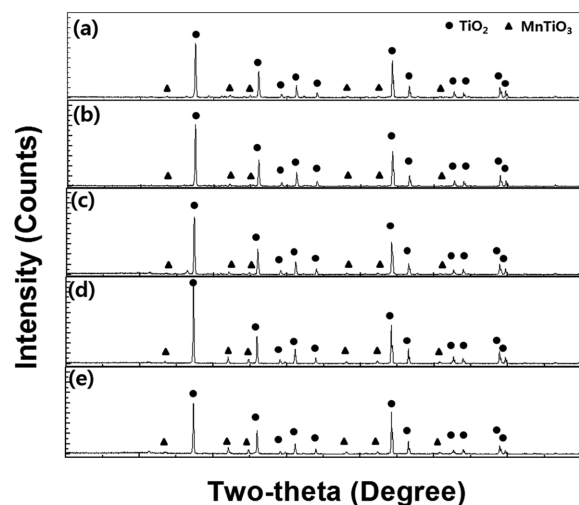 (a)
● TiO₂ ▲ MnTiO₃
(b)
(c)
(d)
(e)
Intensity (Counts)
Two-theta (Degree)